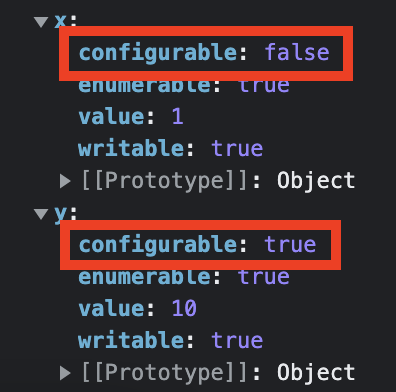 x:
configurable: false
enumerable: true
value: 1
writable: true
[[Prototype]]: Object
y:
configurable: true
enumerable: true
value: 10
writable: true
[[Prototype]]: Object